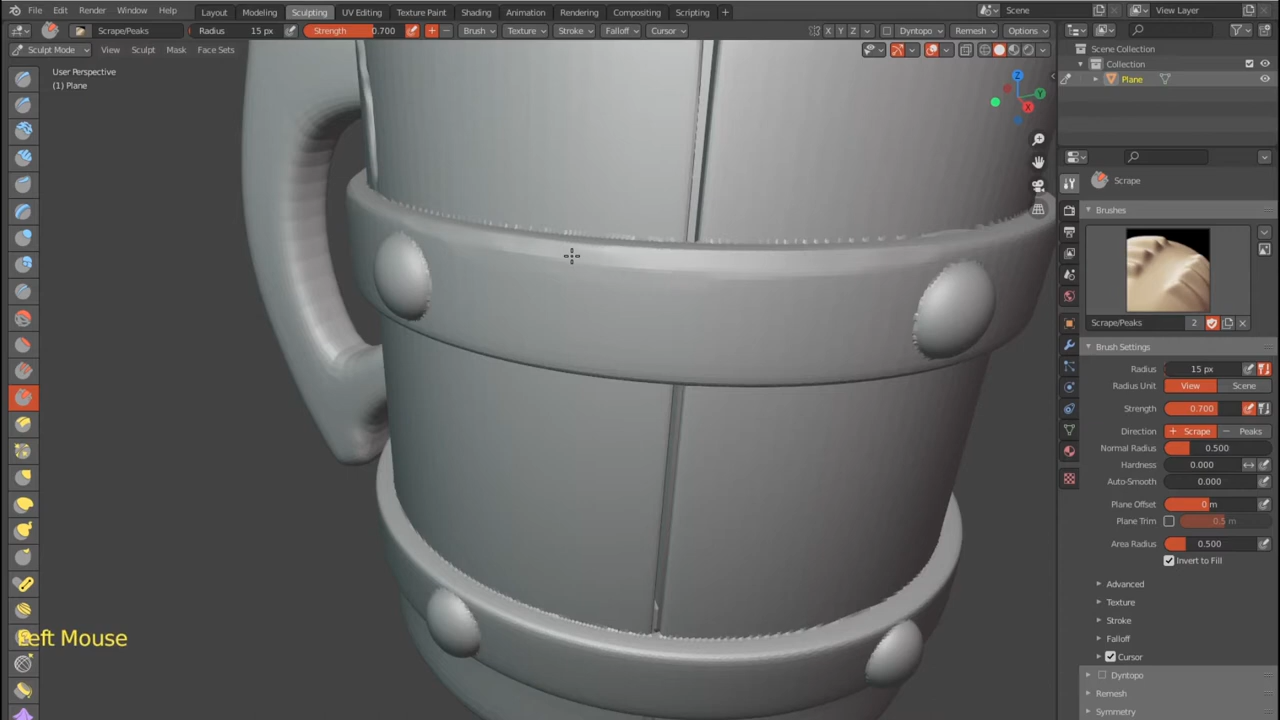 File Edit Render Window Help Layout Modeling Sculpting UV Editing Texture Paint Shading Animation Rendering Compositing Scripting + Scene View Layer
Scrape/Peaks Radius 15 px Strength 0.700 Brush Texture Stroke Falloff Cursor X Y Z Dyntopo Remesh Options
Sculpt Mode View Sculpt Mask Face Sets
Scene Collection
Collection
Plane
User Perspective
(1) Plane
Z
Y
X
Scrape
Brushes
Scrape/Peaks 2
Brush Settings
Radius 15 px
Radius Unit View Scene
Strength 0.700
Direction + Scrape − Peaks
Normal Radius 0.500
Hardness 0.000
Auto-Smooth 0.000
Plane Offset 0 m
Plane Trim 0.5 m
Area Radius 0.500
Invert to Fill
Advanced
Texture
Stroke
Falloff
Cursor
Dyntopo
Remesh
Symmetry
Left Mouse